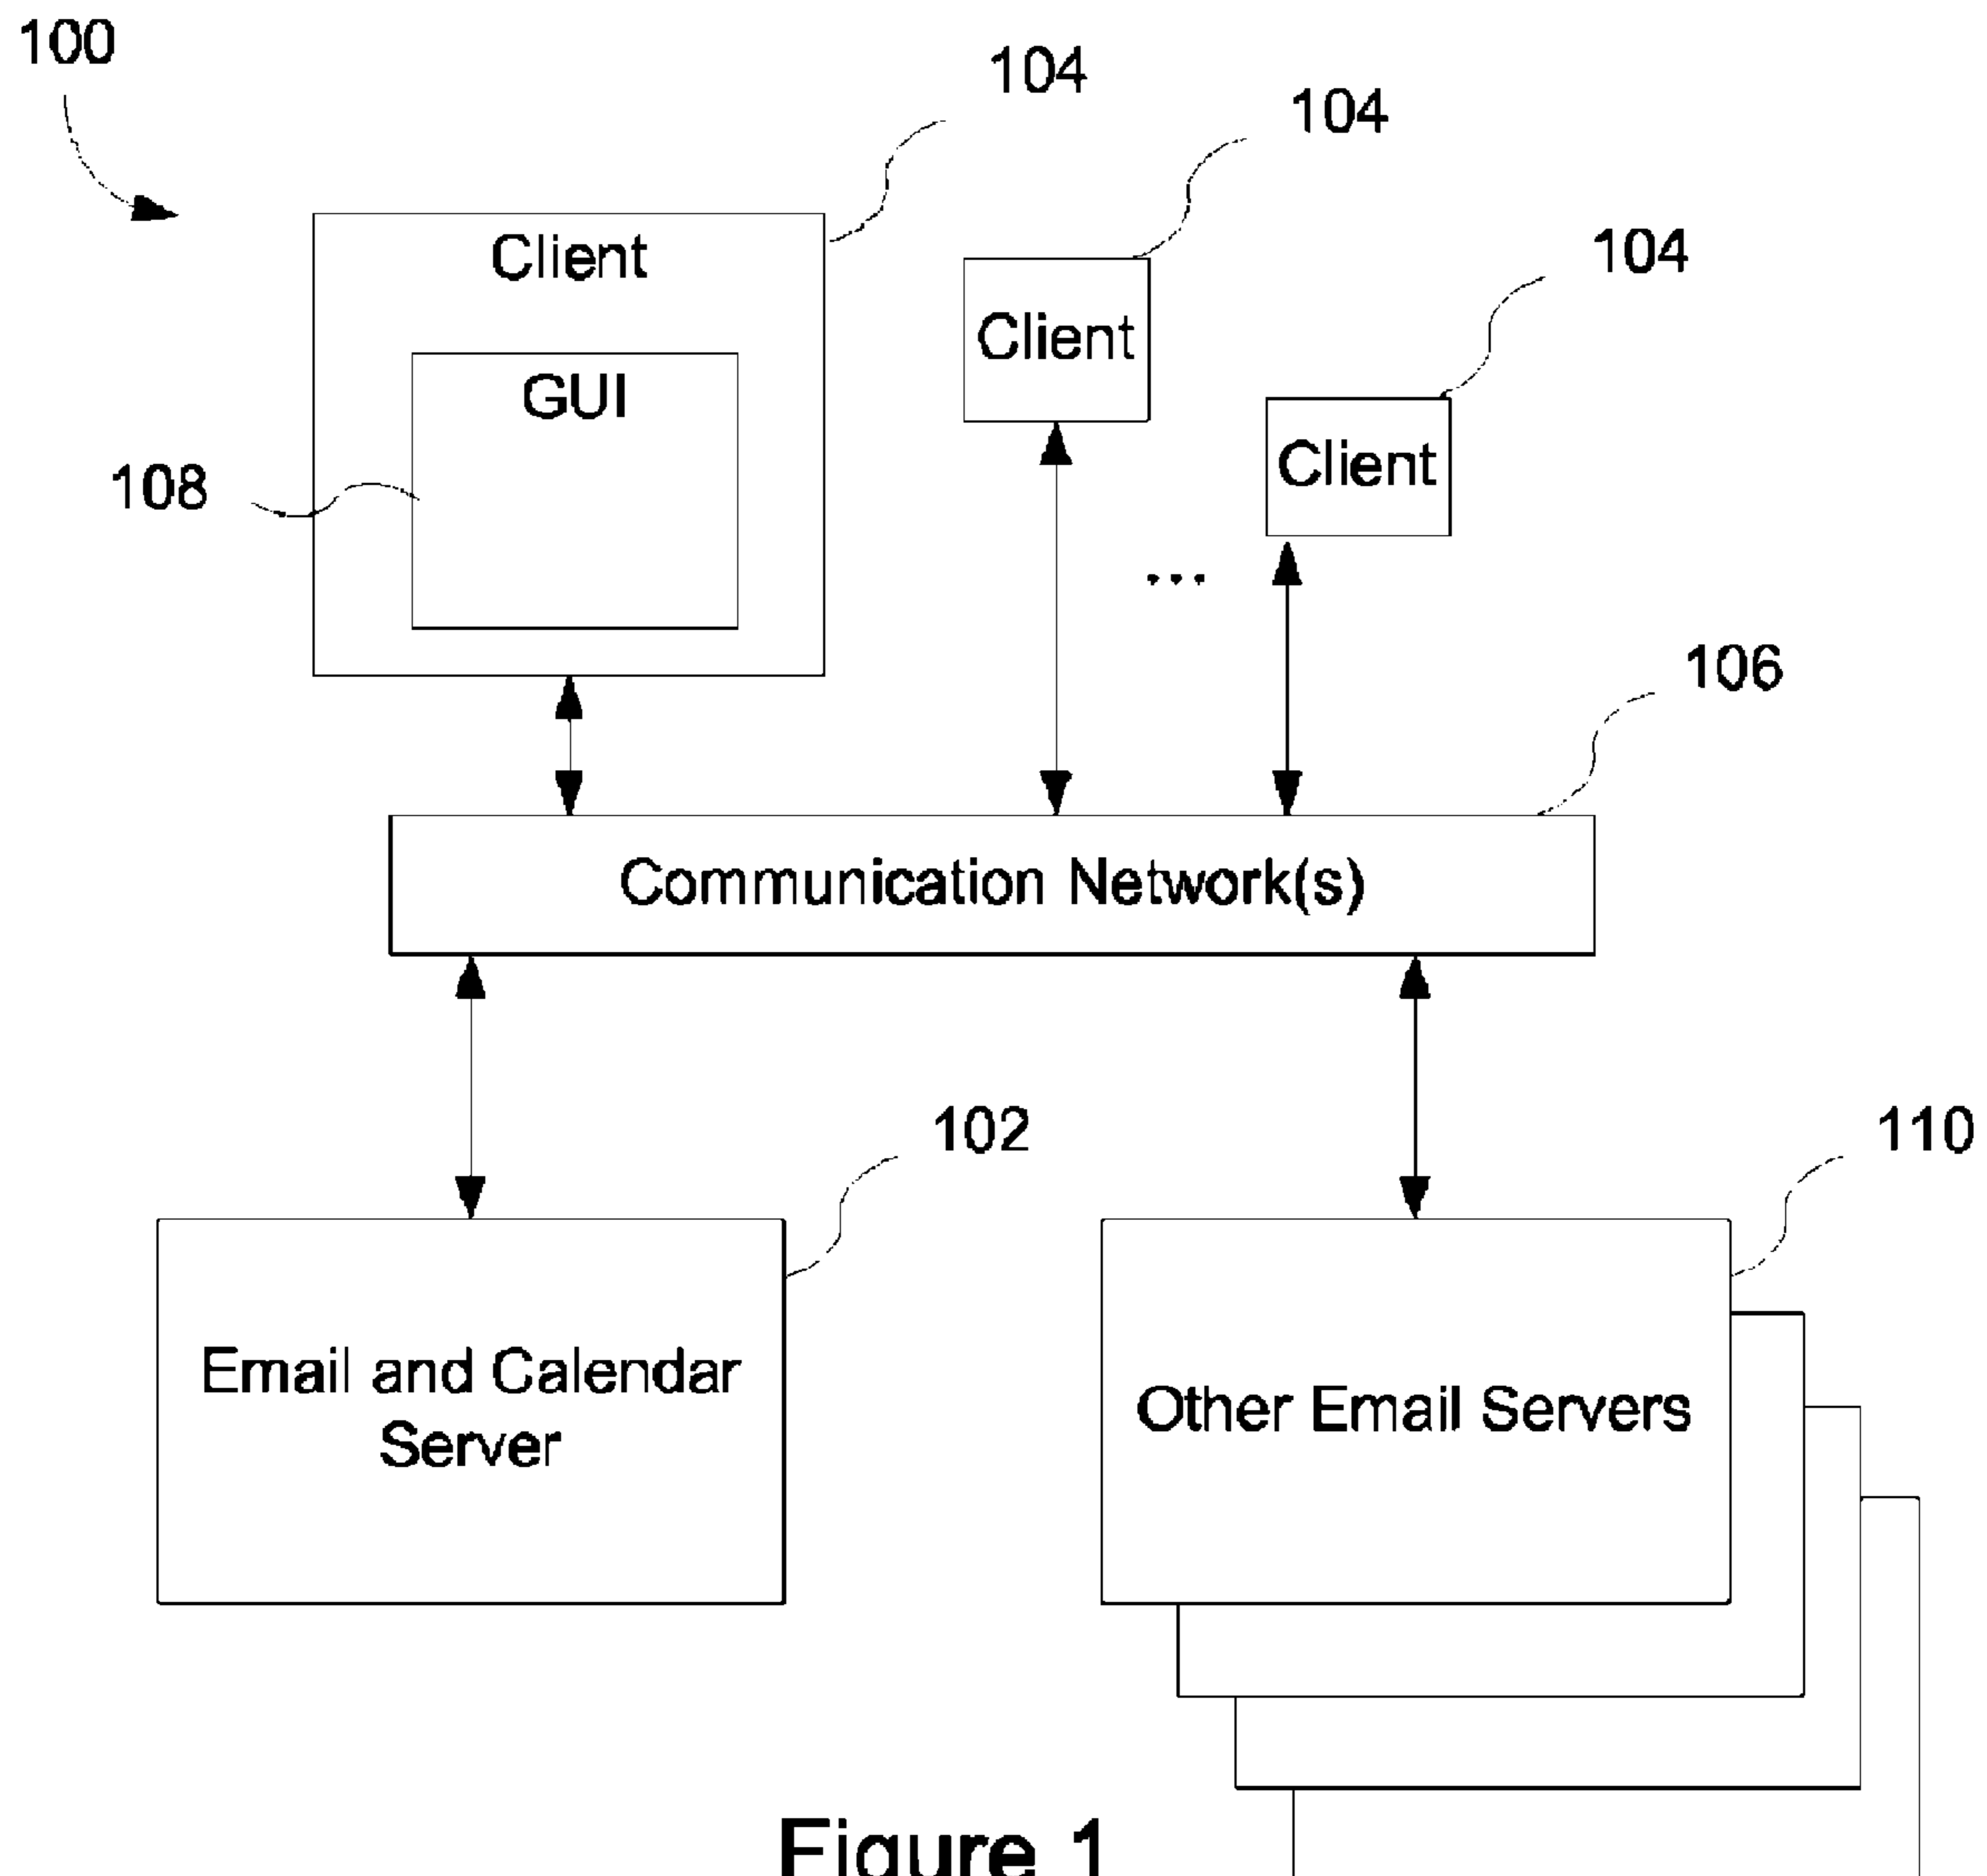 100
104
104
104
Client
Client
GUI
Client
108
106
Communication Network(s)
102
110
Email and Calendar
Server
Other Email Servers
Figure 1